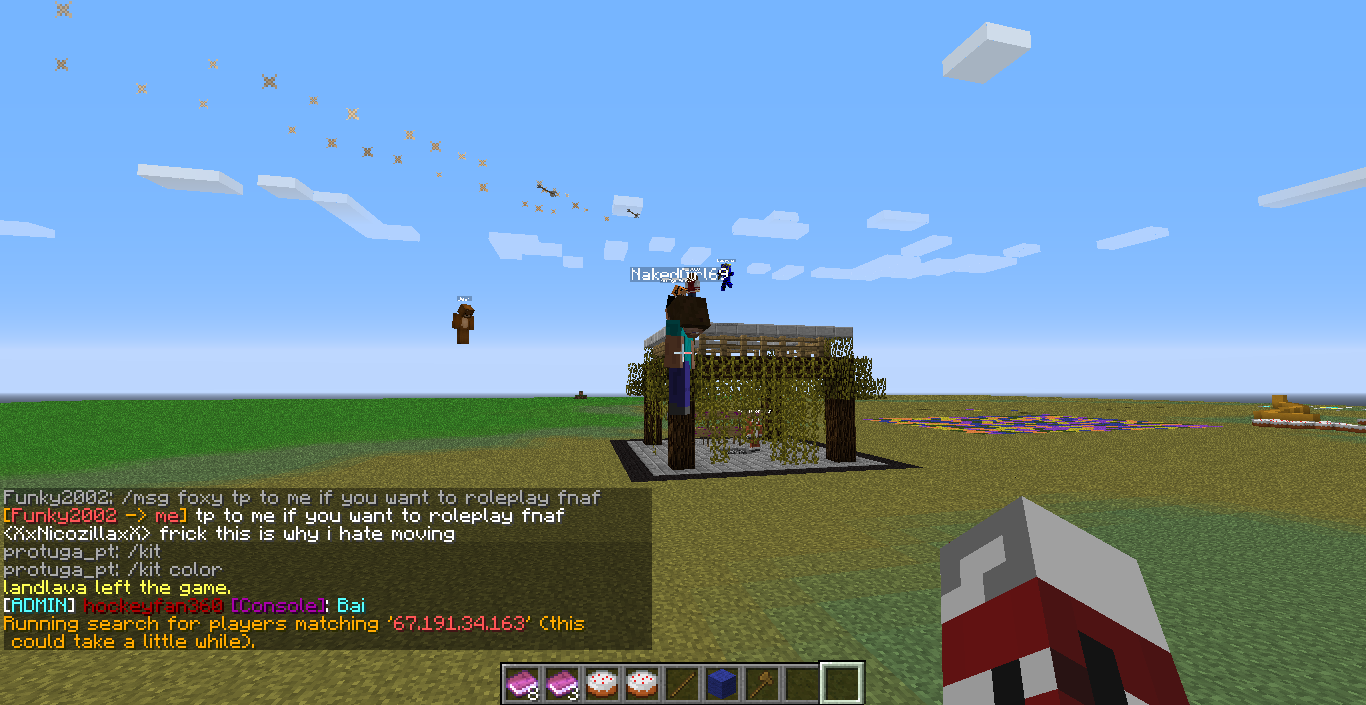 NakedGirl69
Funky2002: /msg foxy tp to me if you want to roleplay fnaf
[Funky2002 -> me] tp to me if you want to roleplay fnaf
<XxNicozillaxX> frick this is why i hate moving
protuga_pt: /kit
protuga_pt: /kit color
landlava left the game.
[ADMIN] hockeyfan360 [Console]: Bai
Running search for players matching '67.191.34.163' (this
could take a little while).
8 3